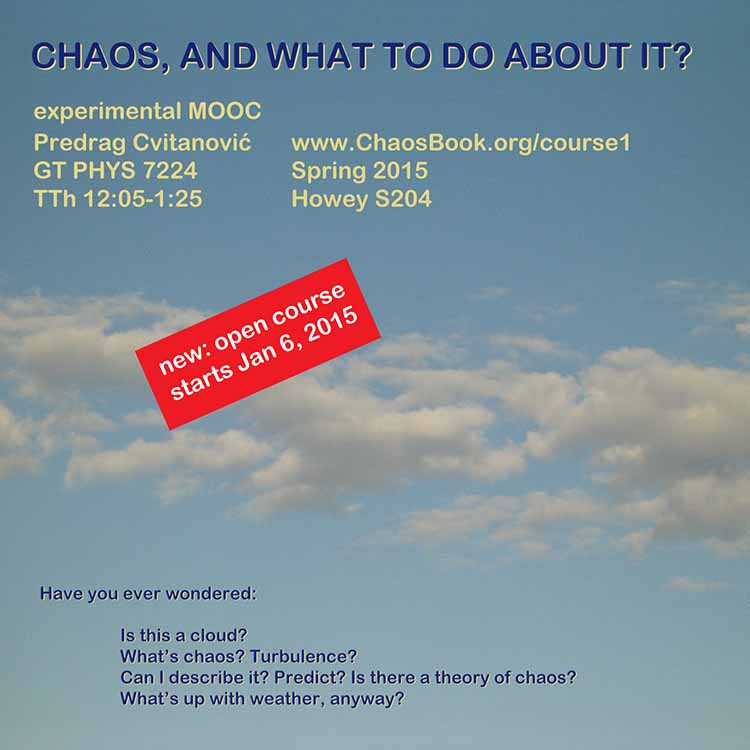 CHAOS, AND WHAT TO DO ABOUT IT?
experimental MOOC
Predrag Cvitanović www.ChaosBook.org/course1
GT PHYS 7224 Spring 2015
TTh 12:05-1:25 Howey S204
new: open course
starts Jan 6, 2015
Have you ever wondered:
Is this a cloud?
What's chaos? Turbulence?
Can I describe it? Predict? Is there a theory of chaos?
What's up with weather, anyway?